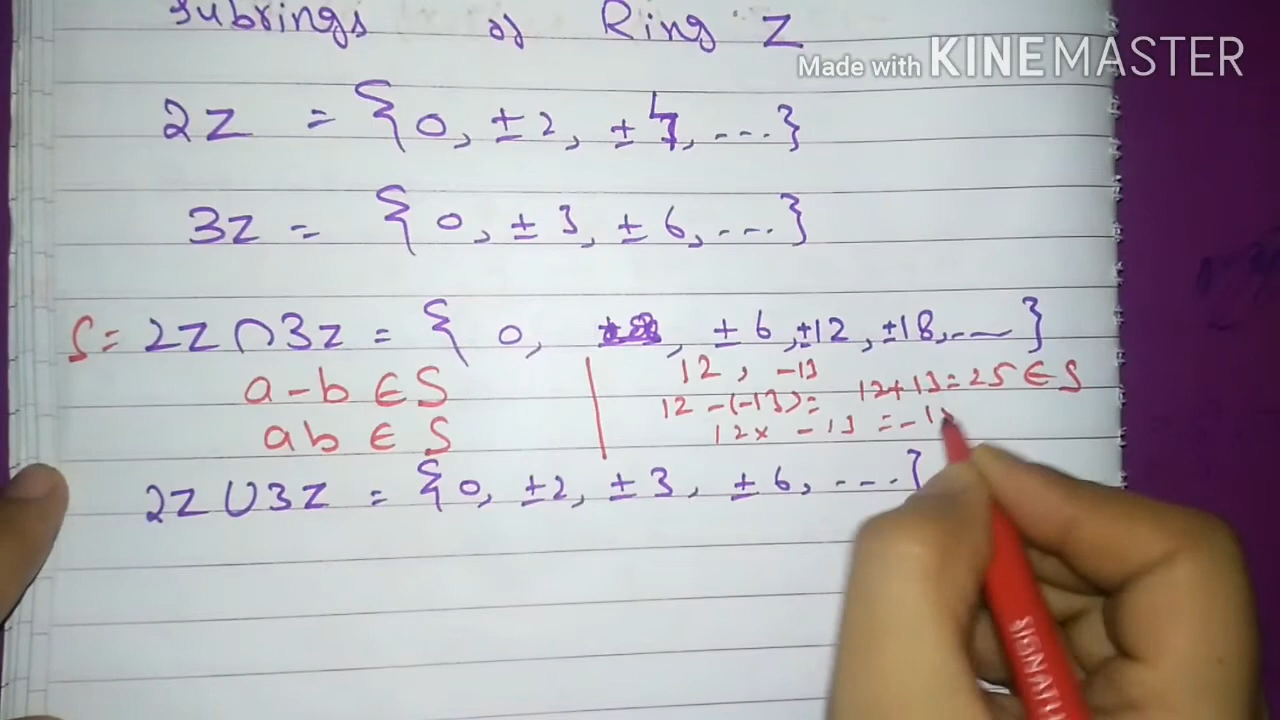 Subrings of Ring Z
Made with KINEMASTER
2Z = {0, ±2, ±4, ...}
3Z = {0, ±3, ±6, ...}
S = 2Z ∩ 3Z = {0, , ±6, ±12, ±18, ...}
a - b ∈ S
ab ∈ S
12, -13
12 - (-13) = 12 + 13 = 25 ∈ S
12 × -13 = -1
2Z ∪ 3Z = {0, ±2, ±3, ±6, ...}